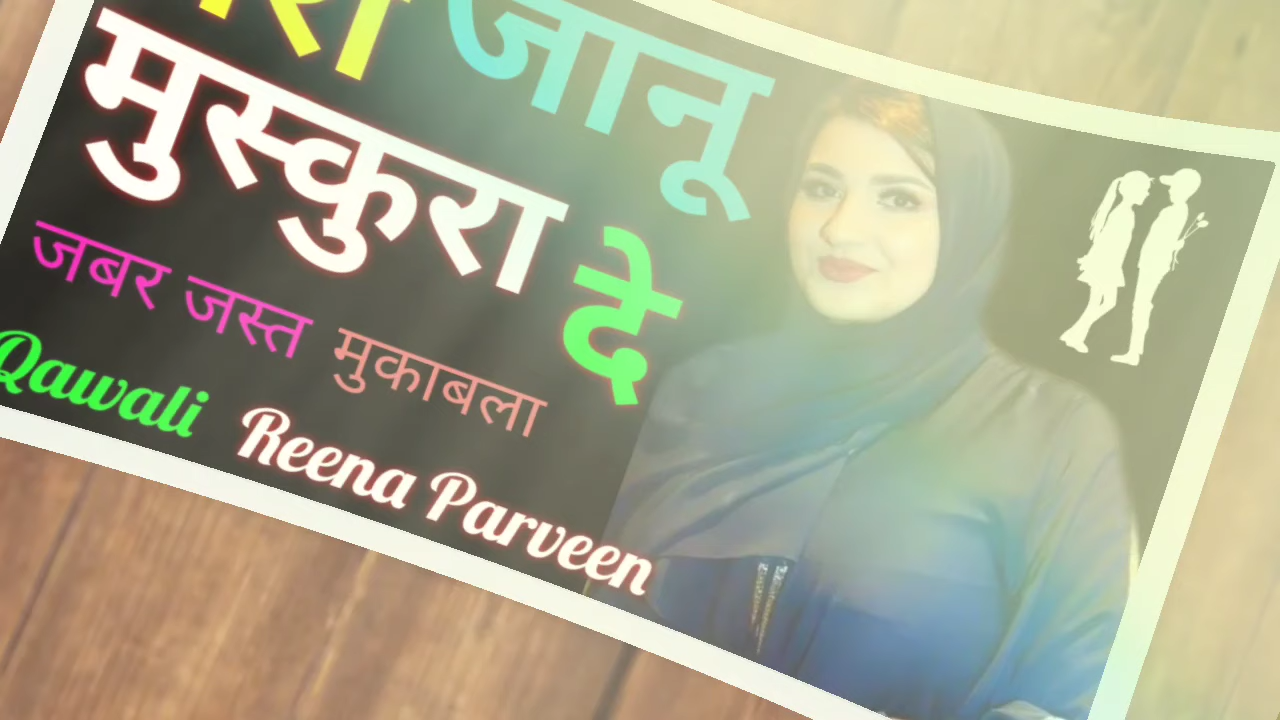 जानू
मुस्कुरा दे
जबर जस्त मुकाबला
Qawali Reena Parveen